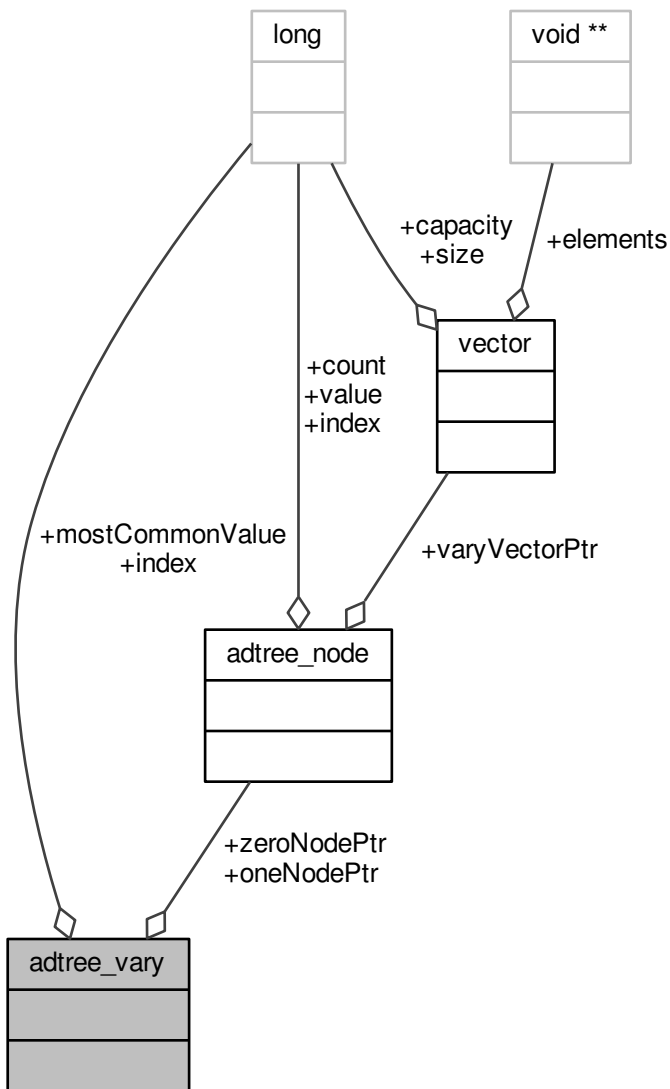 long
void **
+capacity
+size
+elements
vector
+count
+value
+index
+mostCommonValue
+index
+varyVectorPtr
adtree_node
+zeroNodePtr
+oneNodePtr
adtree_vary